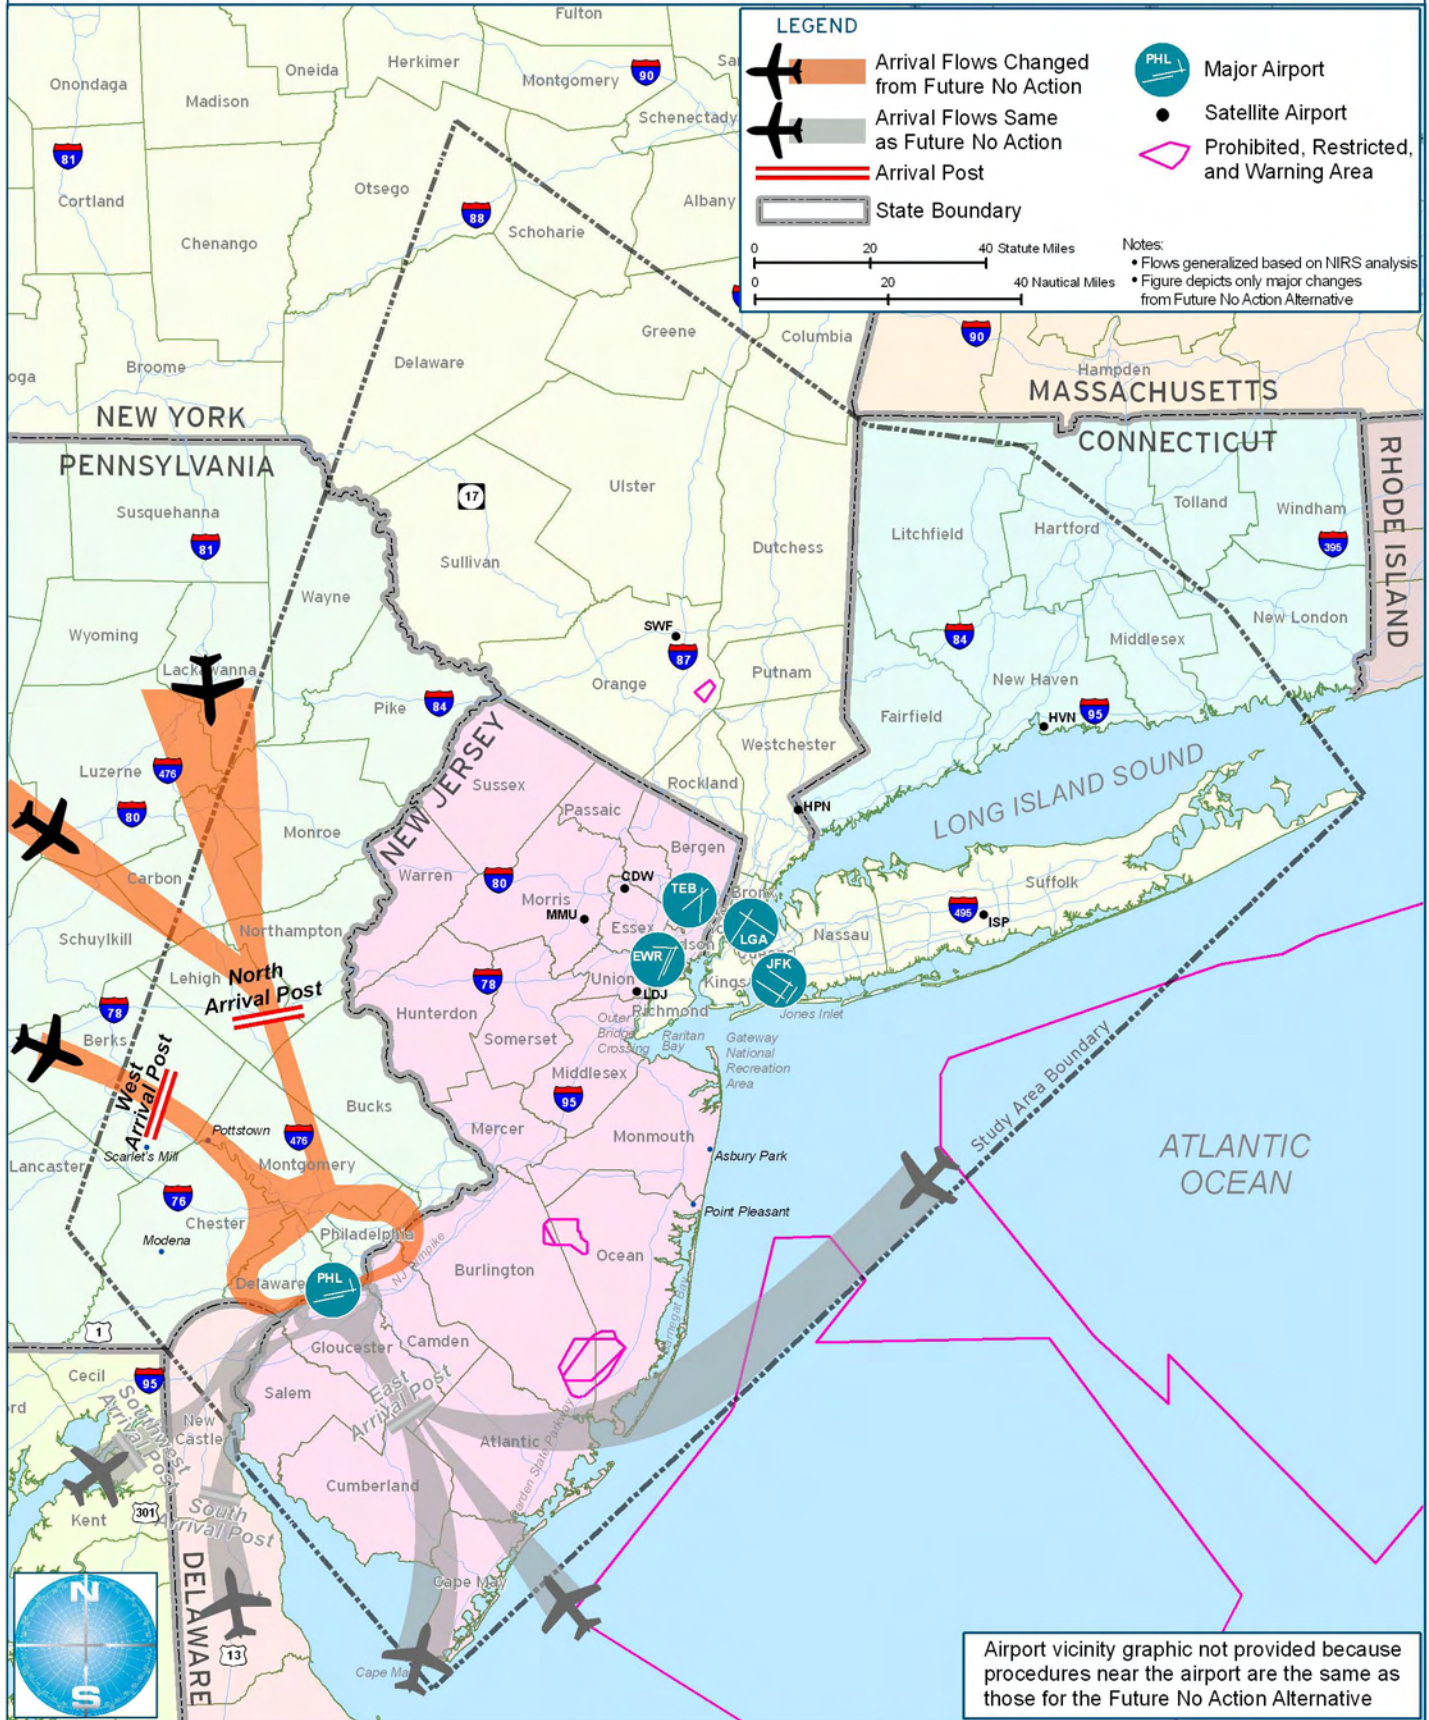 LEGEND
Arrival Flows Changed
from Future No Action
Arrival Flows Same
as Future No Action
Arrival Post
State Boundary
PHL
Major Airport
Satellite Airport
Prohibited, Restricted,
and Warning Area
0 20 40 Statute Miles
0 20 40 Nautical Miles
Notes:
• Flows generalized based on NIRS analysis
• Figure depicts only major changes
from Future No Action Alternative
Fulton
Herkimer
Oneida
Onondaga
Madison
Montgomery
90
Schenectady
81
Cortland
Otsego
88
Albany
Chenango
Schoharie
Greene
Columbia
90
Hampden
MASSACHUSETTS
Broome
Delaware
NEW YORK
PENNSYLVANIA
CONNECTICUT
RHODE ISLAND
Susquehanna
81
17
Ulster
Litchfield
Hartford
Tolland
Windham
395
Sullivan
Dutchess
Wayne
Wyoming
SWF
87
84
Middlesex
New London
Lackawanna
Orange
Putnam
New Haven
Pike
84
Fairfield
HVN
95
NEW JERSEY
Westchester
Luzerne
476
80
Sussex
Rockland
LONG ISLAND SOUND
HPN
Monroe
Passaic
Bergen
Carbon
Warren
80
CDW
TEB
Bronx
Suffolk
Morris
MMU
Essex
LGA
495
ISP
Schuylkill
Northampton
Nassau
EWR
JFK
Lehigh
North
Arrival Post
78
Union
LDJ
Kings
Richmond
Jones Inlet
78
Berks
Hunterdon
Somerset
Outer
Bridge
Crossing
Raritan
Bay
Gateway
National
Recreation
Area
Study Area Boundary
West
Arrival Post
Middlesex
95
Bucks
Mercer
Monmouth
Pottstown
476
Scarlet's Mill
Lancaster
Montgomery
Asbury Park
ATLANTIC
OCEAN
76
Chester
Modena
Philadelphia
Point Pleasant
Ocean
Delaware
PHL
Burlington
1
Gloucester
Camden
Cecil
95
Salem
East
Arrival Post
Southwest
Arrival Post
New
Castle
Atlantic
Cumberland
Kent
301
South
Arrival Post
DELAWARE
Cape May
13
N
S
Airport vicinity graphic not provided because
procedures near the airport are the same as
those for the Future No Action Alternative